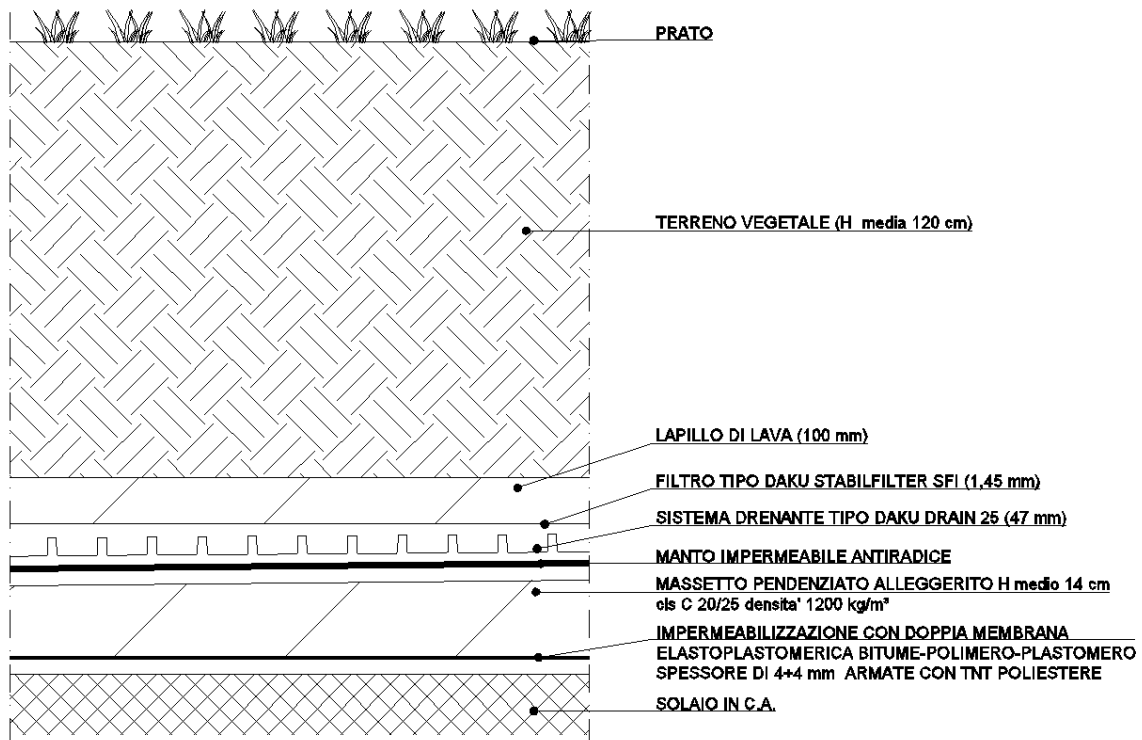 PRATO
TERRENO VEGETALE (H media 120 cm)
LAPILLO DI LAVA (100 mm)
FILTRO TIPO DAKU STABILFILTER SFI (1,45 mm)
SISTEMA DRENANTE TIPO DAKU DRAIN 25 (47 mm)
MANTO IMPERMEABILE ANTIRADICE
MASSETTO PENDENZIATO ALLEGGERITO H medio 14 cm
cls C 20/25 densita' 1200 kg/m³
IMPERMEABILIZZAZIONE CON DOPPIA MEMBRANA
ELASTOPLASTOMERICA BITUME-POLIMERO-PLASTOMERO
SPESSORE DI 4+4 mm ARMATE CON TNT POLIESTERE
SOLAIO IN C.A.